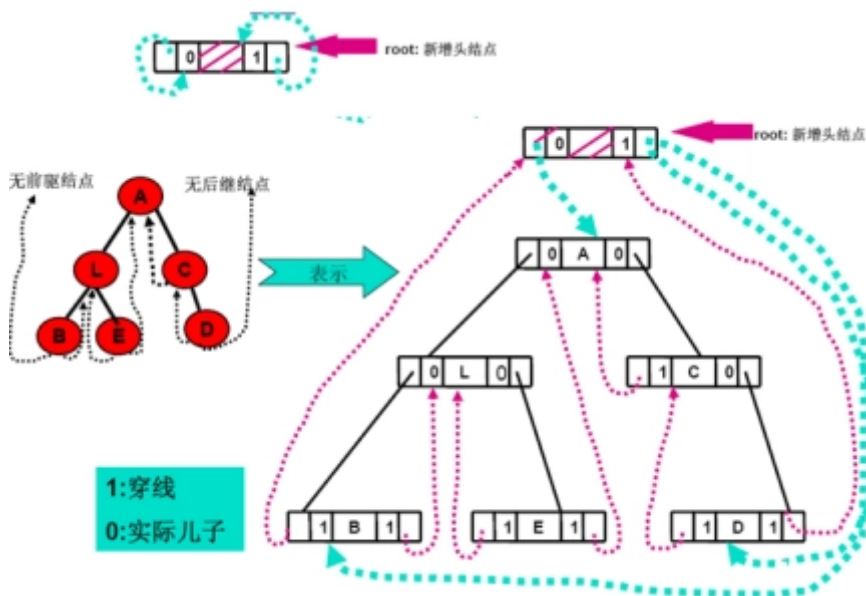 0 1
root: 新增头结点
0 1
root: 新增头结点
无前驱结点
无后继结点
A
0 A 0
L
C
表示
B
E
D
0 L 0
1 C 0
1:穿线
0:实际儿子
1 B 1
1 E 1
1 D 1